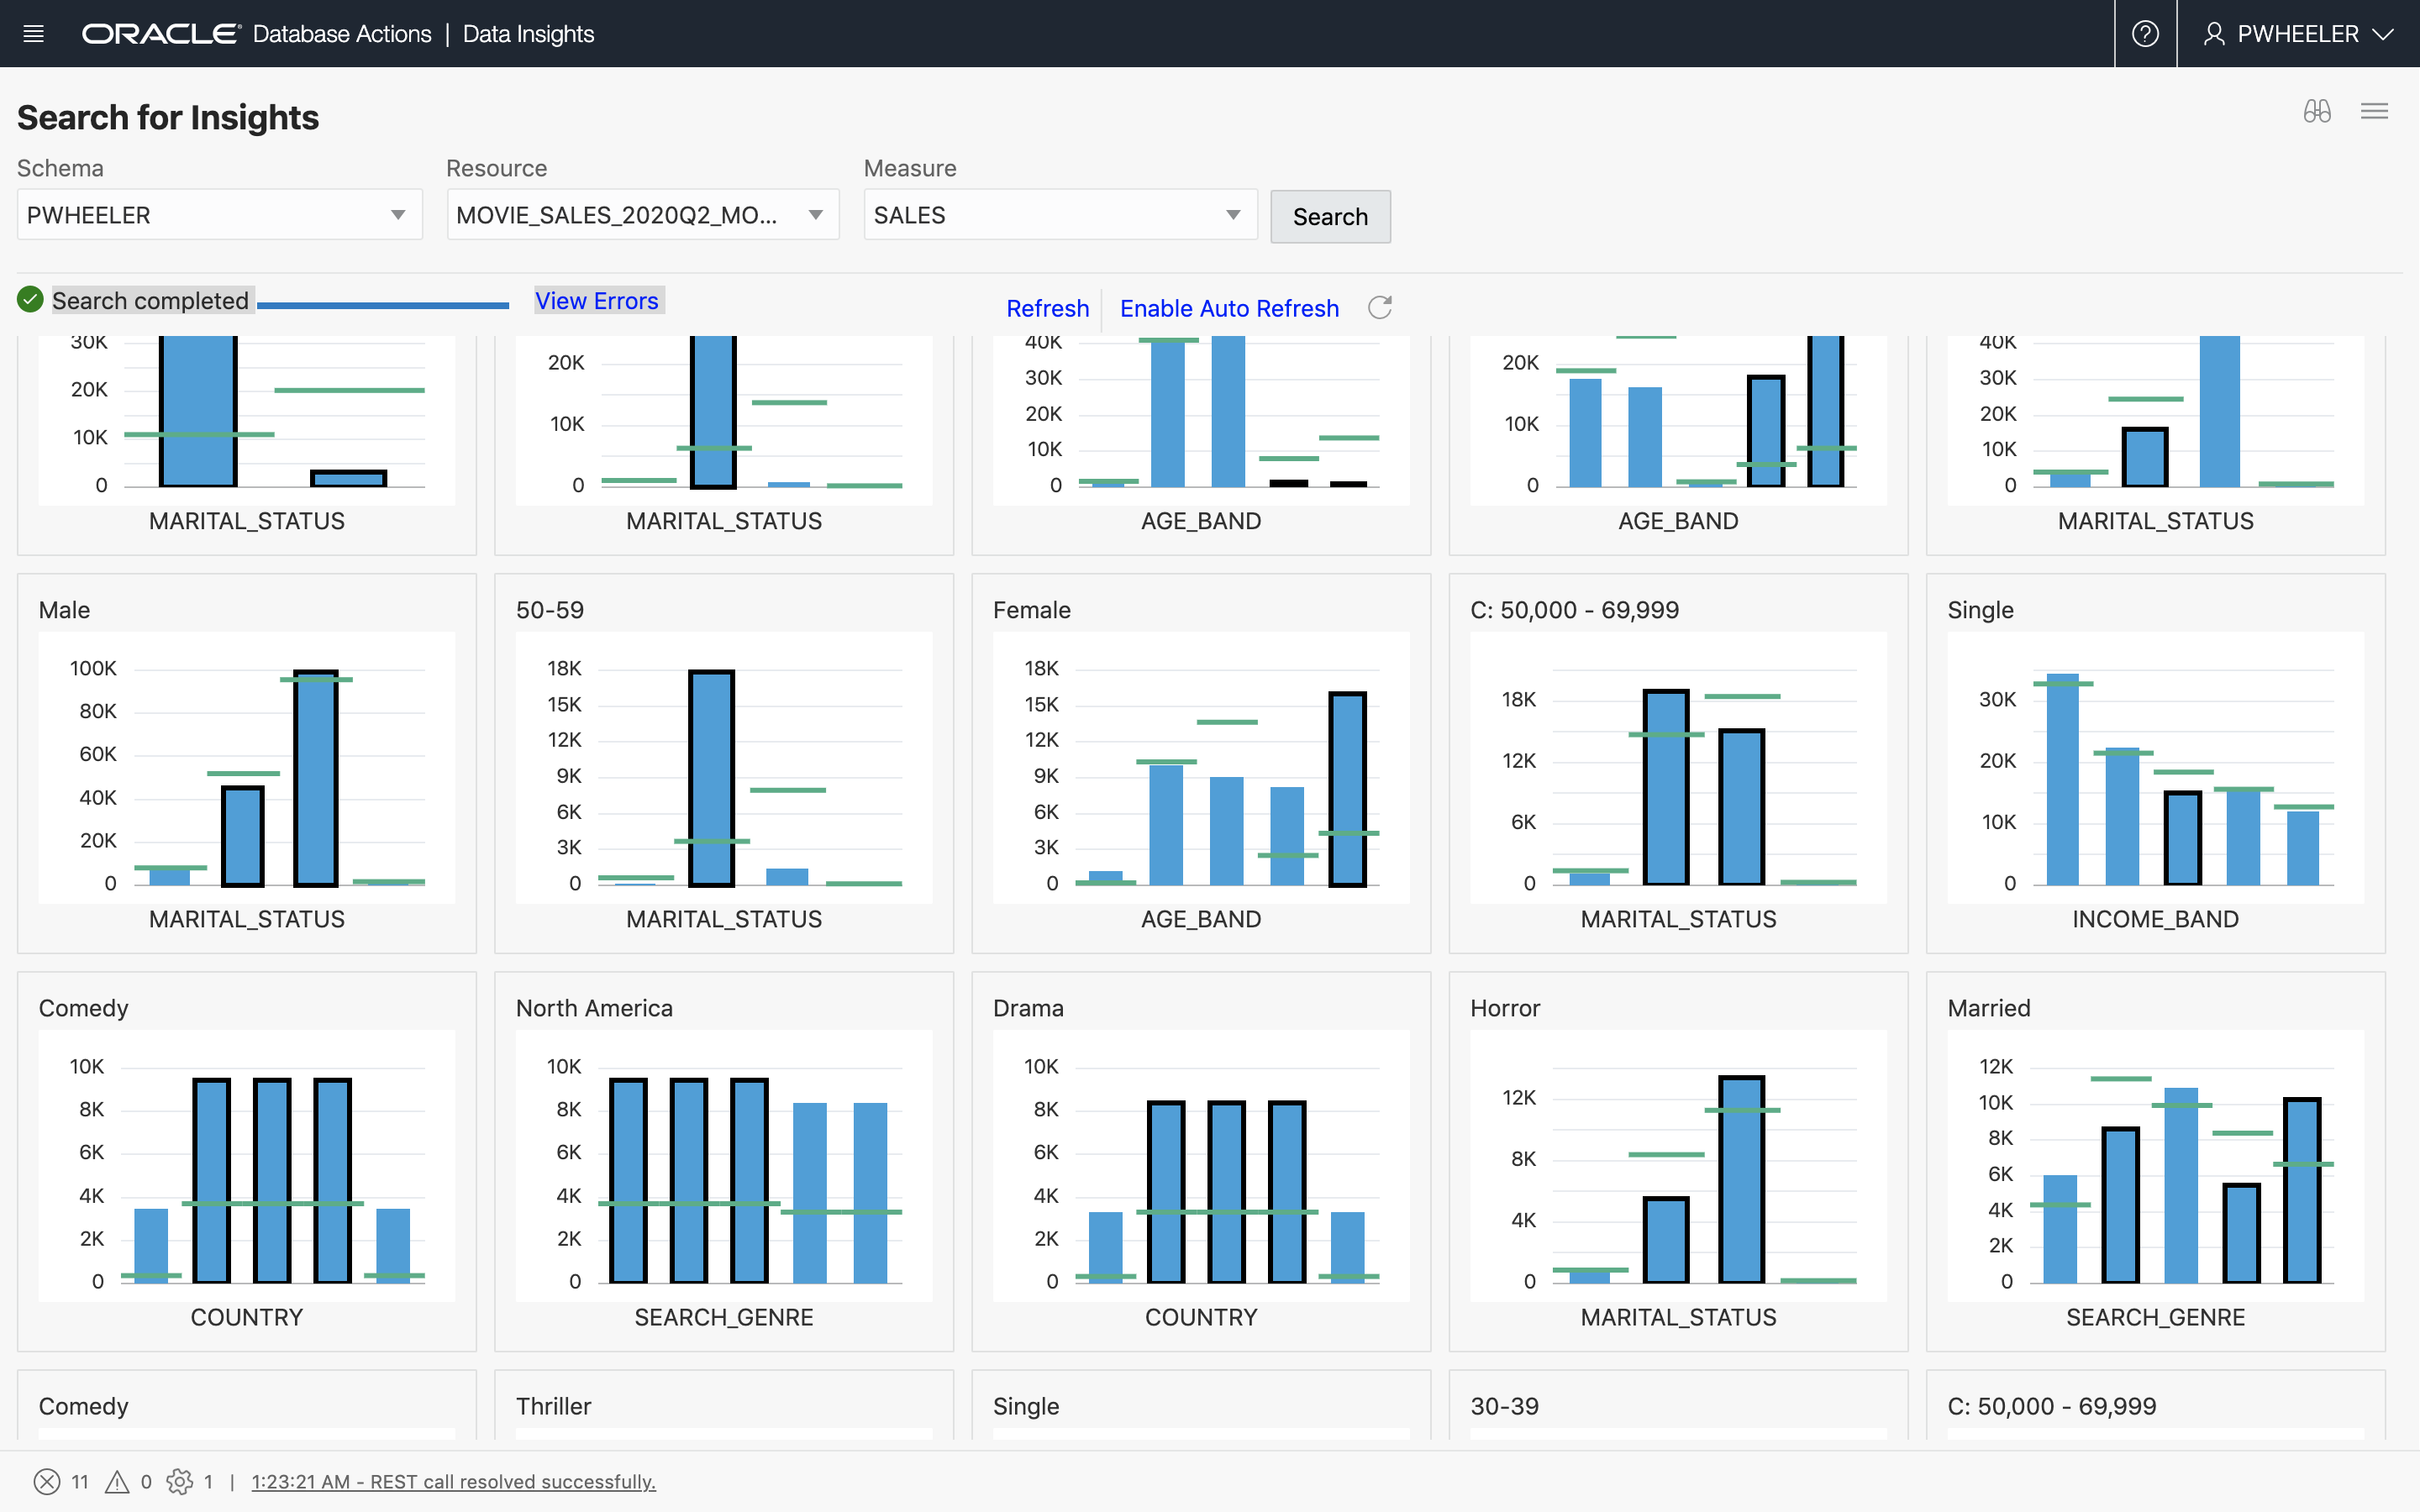 ORACLE Database Actions | Data Insights
PWHEELER
Search for Insights
Schema
Resource
Measure
PWHEELER
MOVIE_SALES_2020Q2_MO...
SALES
Search
Search completed
View Errors
Refresh
Enable Auto Refresh
30K
20K
10K
0
MARITAL_STATUS
20K
10K
0
MARITAL_STATUS
40K
30K
20K
10K
0
AGE_BAND
20K
10K
0
AGE_BAND
40K
30K
20K
10K
0
MARITAL_STATUS
Male
100K
80K
60K
40K
20K
0
MARITAL_STATUS
50-59
18K
15K
12K
9K
6K
3K
0
MARITAL_STATUS
Female
18K
15K
12K
9K
6K
3K
0
AGE_BAND
C: 50,000 - 69,999
18K
12K
6K
0
MARITAL_STATUS
Single
30K
20K
10K
0
INCOME_BAND
Comedy
10K
8K
6K
4K
2K
0
COUNTRY
North America
10K
8K
6K
4K
2K
0
SEARCH_GENRE
Drama
10K
8K
6K
4K
2K
0
COUNTRY
Horror
12K
8K
4K
0
MARITAL_STATUS
Married
12K
10K
8K
6K
4K
2K
0
SEARCH_GENRE
Comedy
Thriller
Single
30-39
C: 50,000 - 69,999
11 0 1 | 1:23:21 AM - REST call resolved successfully.